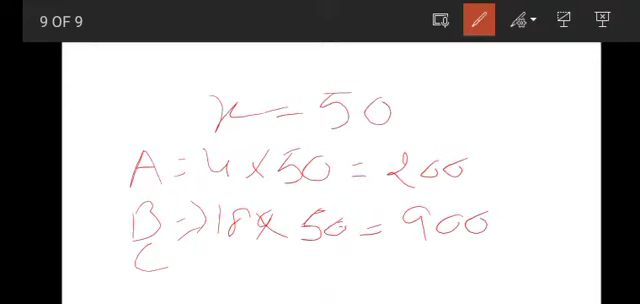 9 OF 9
x = 50
A = 4 × 50 = 200
B => 18 × 50 = 900
C